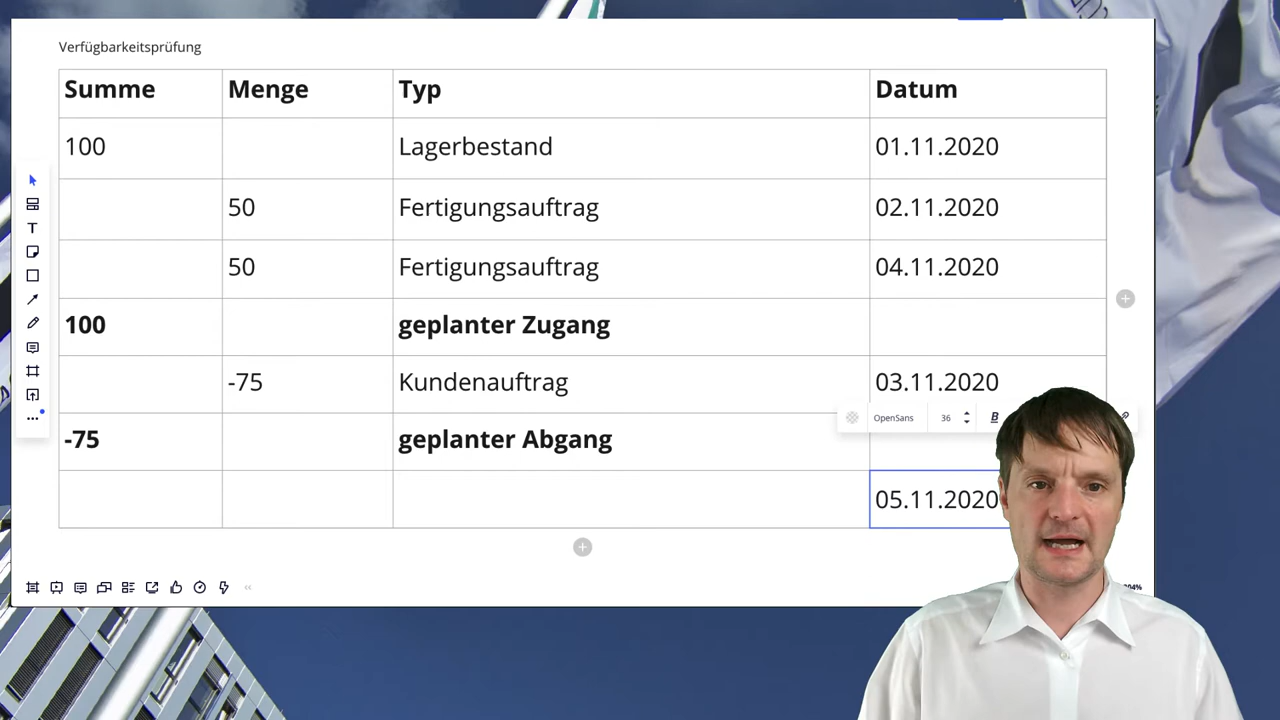 Verfügbarkeitsprüfung
Summe Menge Typ Datum
100 Lagerbestand 01.11.2020
50 Fertigungsauftrag 02.11.2020
50 Fertigungsauftrag 04.11.2020
100 geplanter Zugang
-75 Kundenauftrag 03.11.2020
OpenSans 36 B
-75 geplanter Abgang
05.11.2020